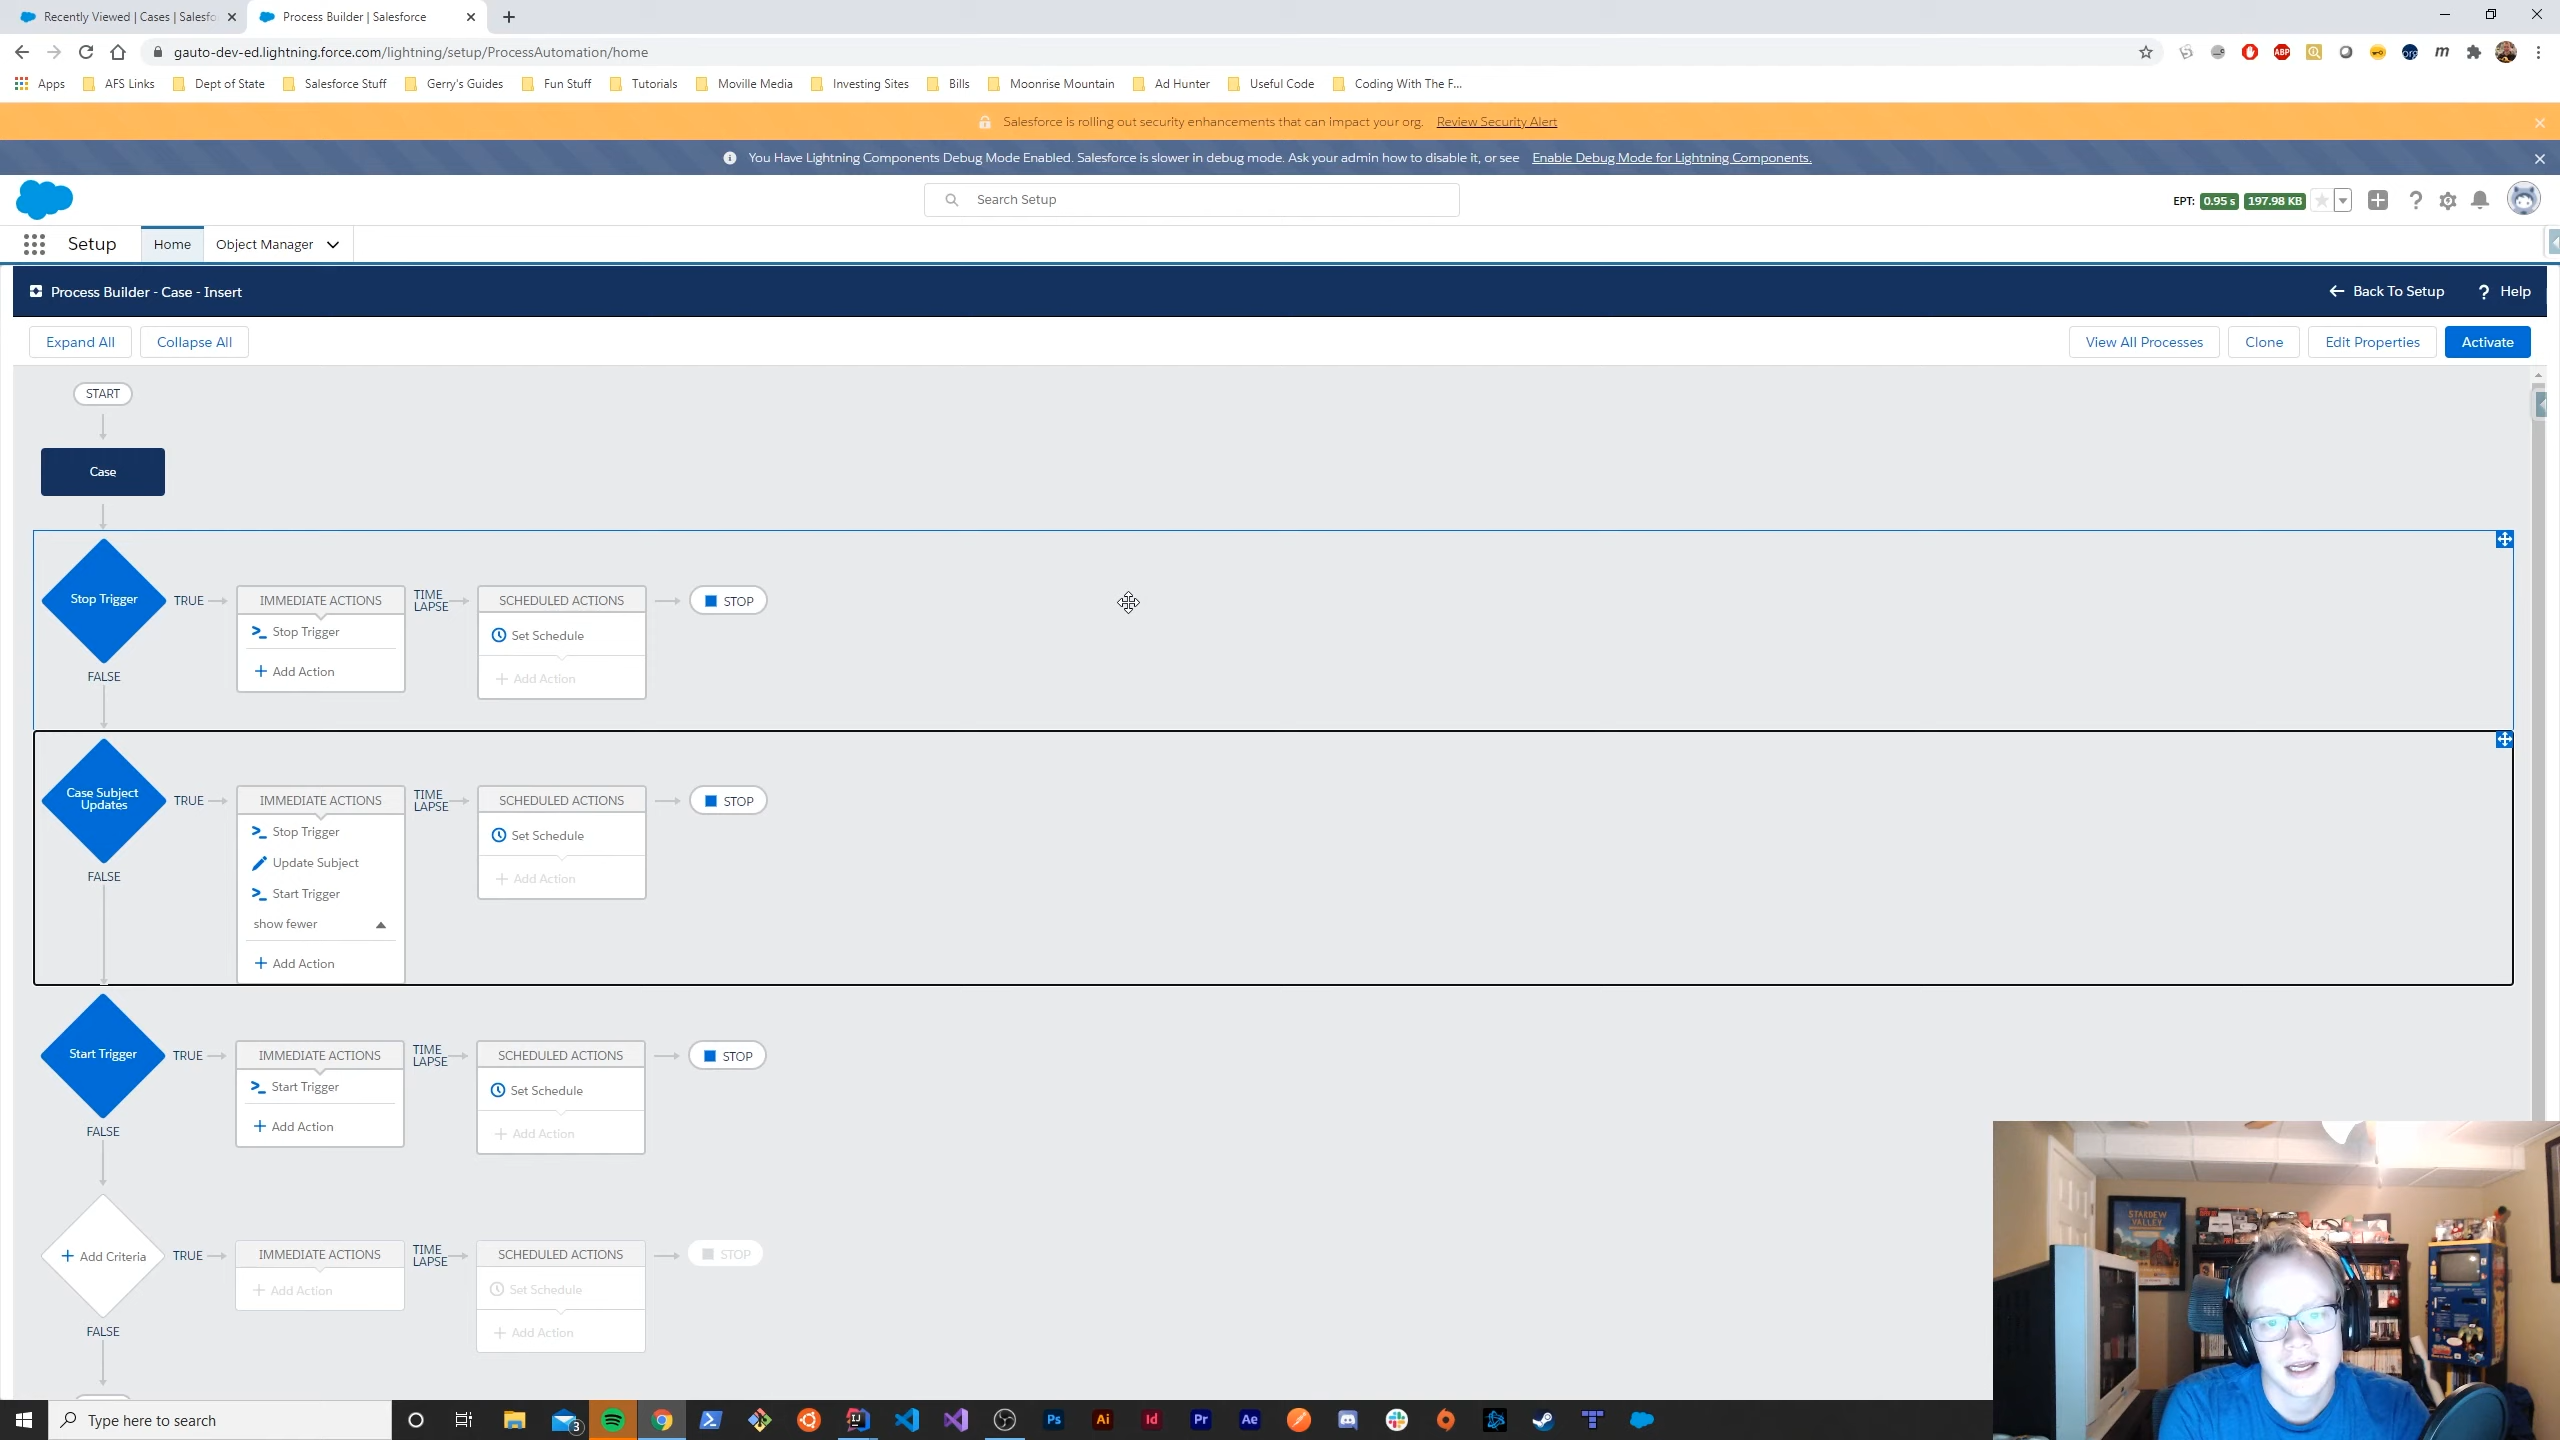 Recently Viewed | Cases | Salesfo
Process Builder | Salesforce
gauto-dev-ed.lightning.force.com/lightning/setup/ProcessAutomation/home
Apps AFS Links Dept of State Salesforce Stuff Gerry's Guides Fun Stuff Tutorials Moville Media Investing Sites Bills Moonrise Mountain Ad Hunter Useful Code Coding With The F...
Salesforce is rolling out security enhancements that can impact your org. Review Security Alert
You Have Lightning Components Debug Mode Enabled. Salesforce is slower in debug mode. Ask your admin how to disable it, or see Enable Debug Mode for Lightning Components.
Search Setup
EPT: 0.95 s 197.98 KB
Setup Home Object Manager
Process Builder - Case - Insert
Back To Setup ? Help
Expand All Collapse All View All Processes Clone Edit Properties Activate
START
Case
Stop Trigger TRUE IMMEDIATE ACTIONS TIME LAPSE SCHEDULED ACTIONS STOP
Stop Trigger Set Schedule
+ Add Action + Add Action
FALSE
Case Subject Updates TRUE IMMEDIATE ACTIONS TIME LAPSE SCHEDULED ACTIONS STOP
Stop Trigger Set Schedule
Update Subject
FALSE + Add Action
Start Trigger
show fewer
+ Add Action
Start Trigger TRUE IMMEDIATE ACTIONS TIME LAPSE SCHEDULED ACTIONS STOP
Start Trigger Set Schedule
+ Add Action + Add Action
FALSE
+ Add Criteria TRUE IMMEDIATE ACTIONS TIME LAPSE SCHEDULED ACTIONS STOP
+ Add Action Set Schedule
FALSE + Add Action
STARDEW VALLEY
Type here to search
3
Ps Ai Id Pr Ae